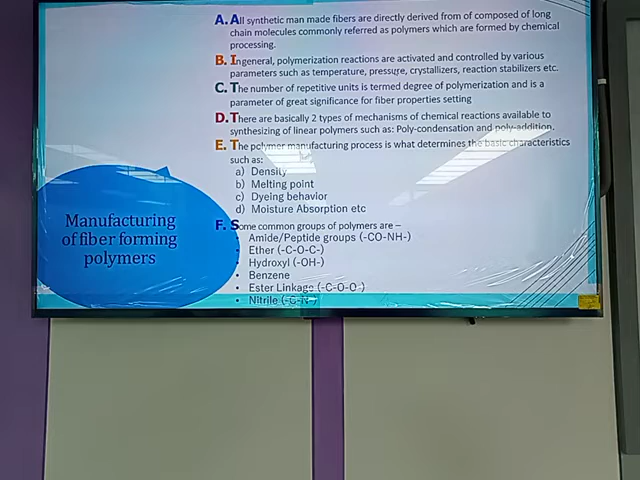 A. All synthetic man made fibers are directly derived from of composed of long
chain molecules commonly referred as polymers which are formed by chemical
processing.
B. In general, polymerization reactions are activated and controlled by various
parameters such as temperature, pressure, crystallizers, reaction stabilizers etc.
C. The number of repetitive units is termed degree of polymerization and is a
parameter of great significance for fiber properties setting
D. There are basically 2 types of mechanisms of chemical reactions available to
synthesizing of linear polymers such as: Poly-condensation and poly-addition.
E. The polymer manufacturing process is what determines the basic characteristics
such as:
a) Density
b) Melting point
c) Dyeing behavior
d) Moisture Absorption etc
Manufacturing
of fiber forming
polymers
F. Some common groups of polymers are –
• Amide/Peptide groups (-CO-NH-)
• Ether (-C-O-C-)
• Hydroxyl (-OH-)
• Benzene
• Ester Linkage (-C-O-O-)
• Nitrile (-C-N-)